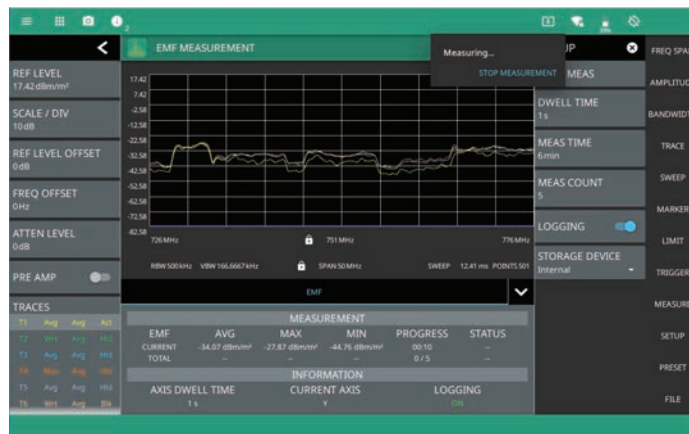 2
EMF MEASUREMENT
Measuring...
STOP MEASUREMENT
REF LEVEL
17.42 dBm/m²
SCALE / DIV
10 dB
REF LEVEL OFFSET
0 dB
FREQ OFFSET
0 Hz
ATTEN LEVEL
0 dB
PRE AMP
TRACES
T1 Avg Avg Act
T2 Wrt Avg Hld
T3 Avg Avg Hld
T4 Max Avg Hld
T5 Avg Avg Hld
T6 Wrt Avg Blk
17.42
7.42
-2.58
-12.58
-22.58
-32.58
-42.58
-52.58
-62.58
-72.58
-82.58
726 MHz 751 MHz 776 MHz
RBW 500 kHz VBW 166.6667 kHz SPAN 50 MHz SWEEP 12.41 ms POINTS 501
EMF
MEASUREMENT
EMF AVG MAX MIN PROGRESS STATUS
CURRENT -34.07 dBm/m² -27.87 dBm/m² -44.76 dBm/m² 00:10 --
TOTAL -- -- -- 0 / 5 --
INFORMATION
AXIS DWELL TIME CURRENT AXIS LOGGING
1 s Y ON
UP
MEAS
DWELL TIME
1 s
MEAS TIME
6 min
MEAS COUNT
5
LOGGING
STORAGE DEVICE
Internal
FREQ SPA
AMPLITUD
BANDWIDT
TRACE
SWEEP
MARKER
LIMIT
TRIGGER
MEASURE
SETUP
PRESET
FILE